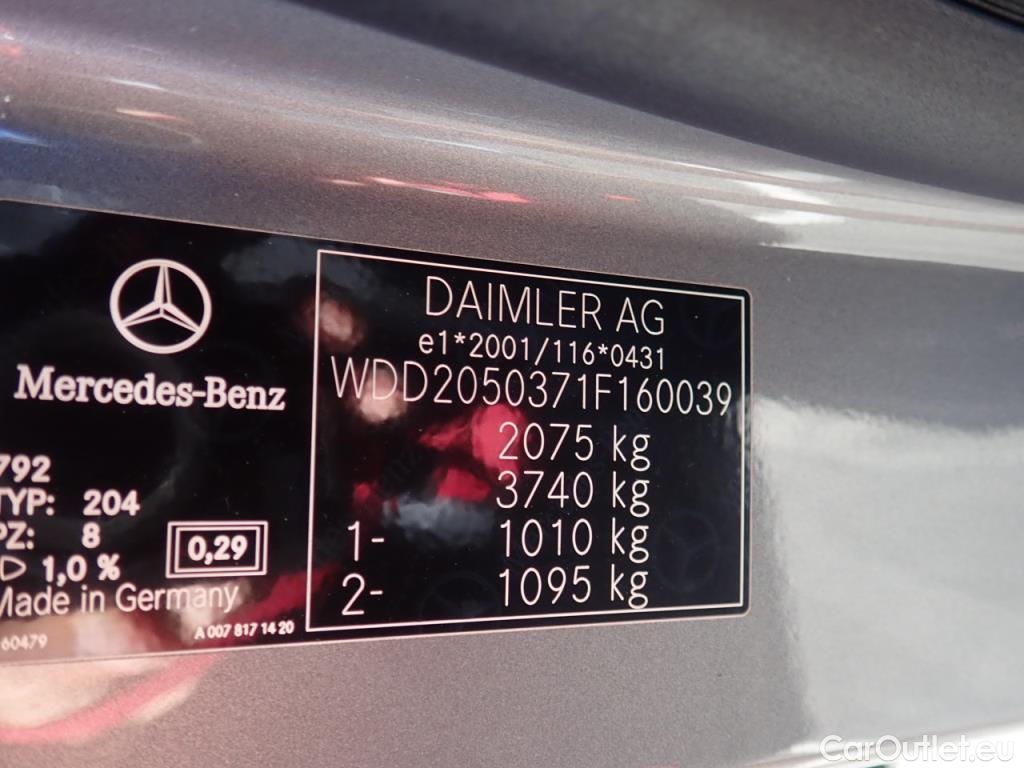 Mercedes-Benz
792
TYP: 204
PZ: 8
1,0 %
0,29
Made in Germany
60479
A 007 817 14 20
DAIMLER AG
e1*2001/116*0431
WDD2050371F160039
2075 kg
3740 kg
1- 1010 kg
2- 1095 kg
CarOutlet.eu